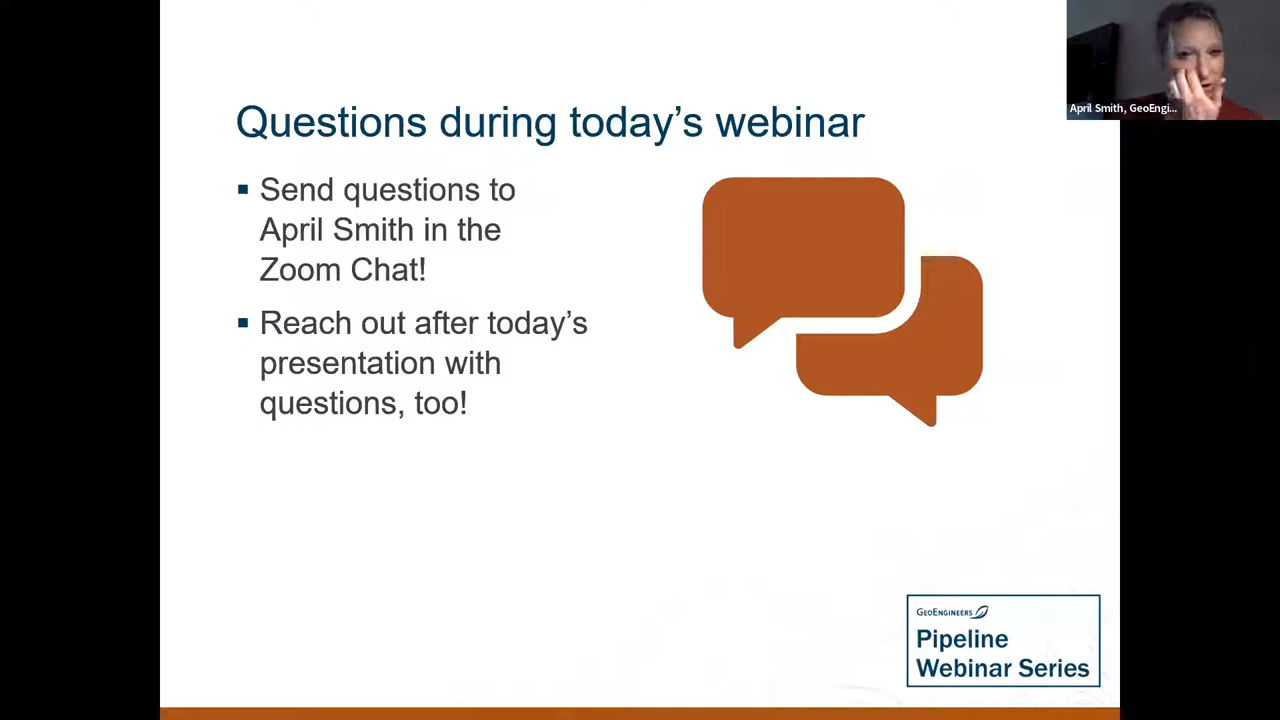 April Smith, GeoEngi...
Questions during today’s webinar
▪ Send questions to
April Smith in the
Zoom Chat!
▪ Reach out after today’s
presentation with
questions, too!
GEOENGINEERS
Pipeline
Webinar Series